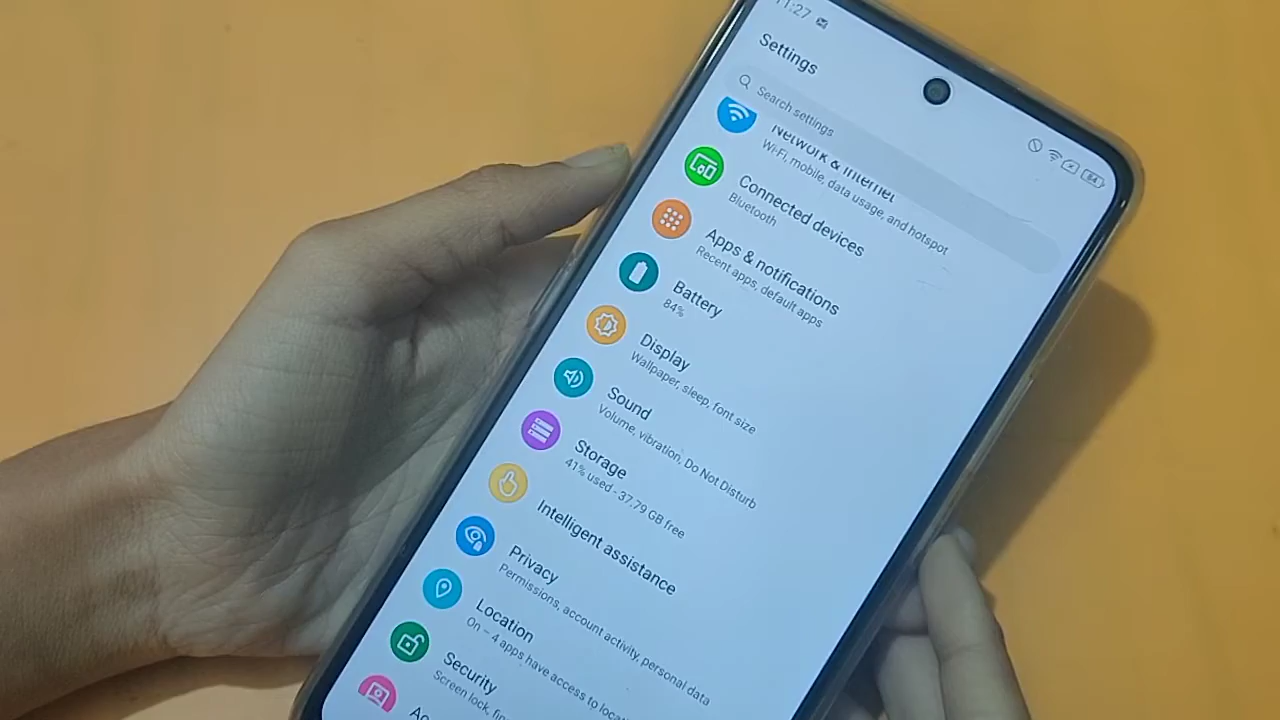 11:27
84
Settings
Search settings
Network & internet
Wi-Fi, mobile, data usage, and hotspot
Connected devices
Bluetooth
Apps & notifications
Recent apps, default apps
Battery
84%
Display
Wallpaper, sleep, font size
Sound
Volume, vibration, Do Not Disturb
Storage
41% used - 37.79 GB free
Intelligent assistance
Privacy
Permissions, account activity, personal data
Location
On – 4 apps have access to
Security
Screen lock,